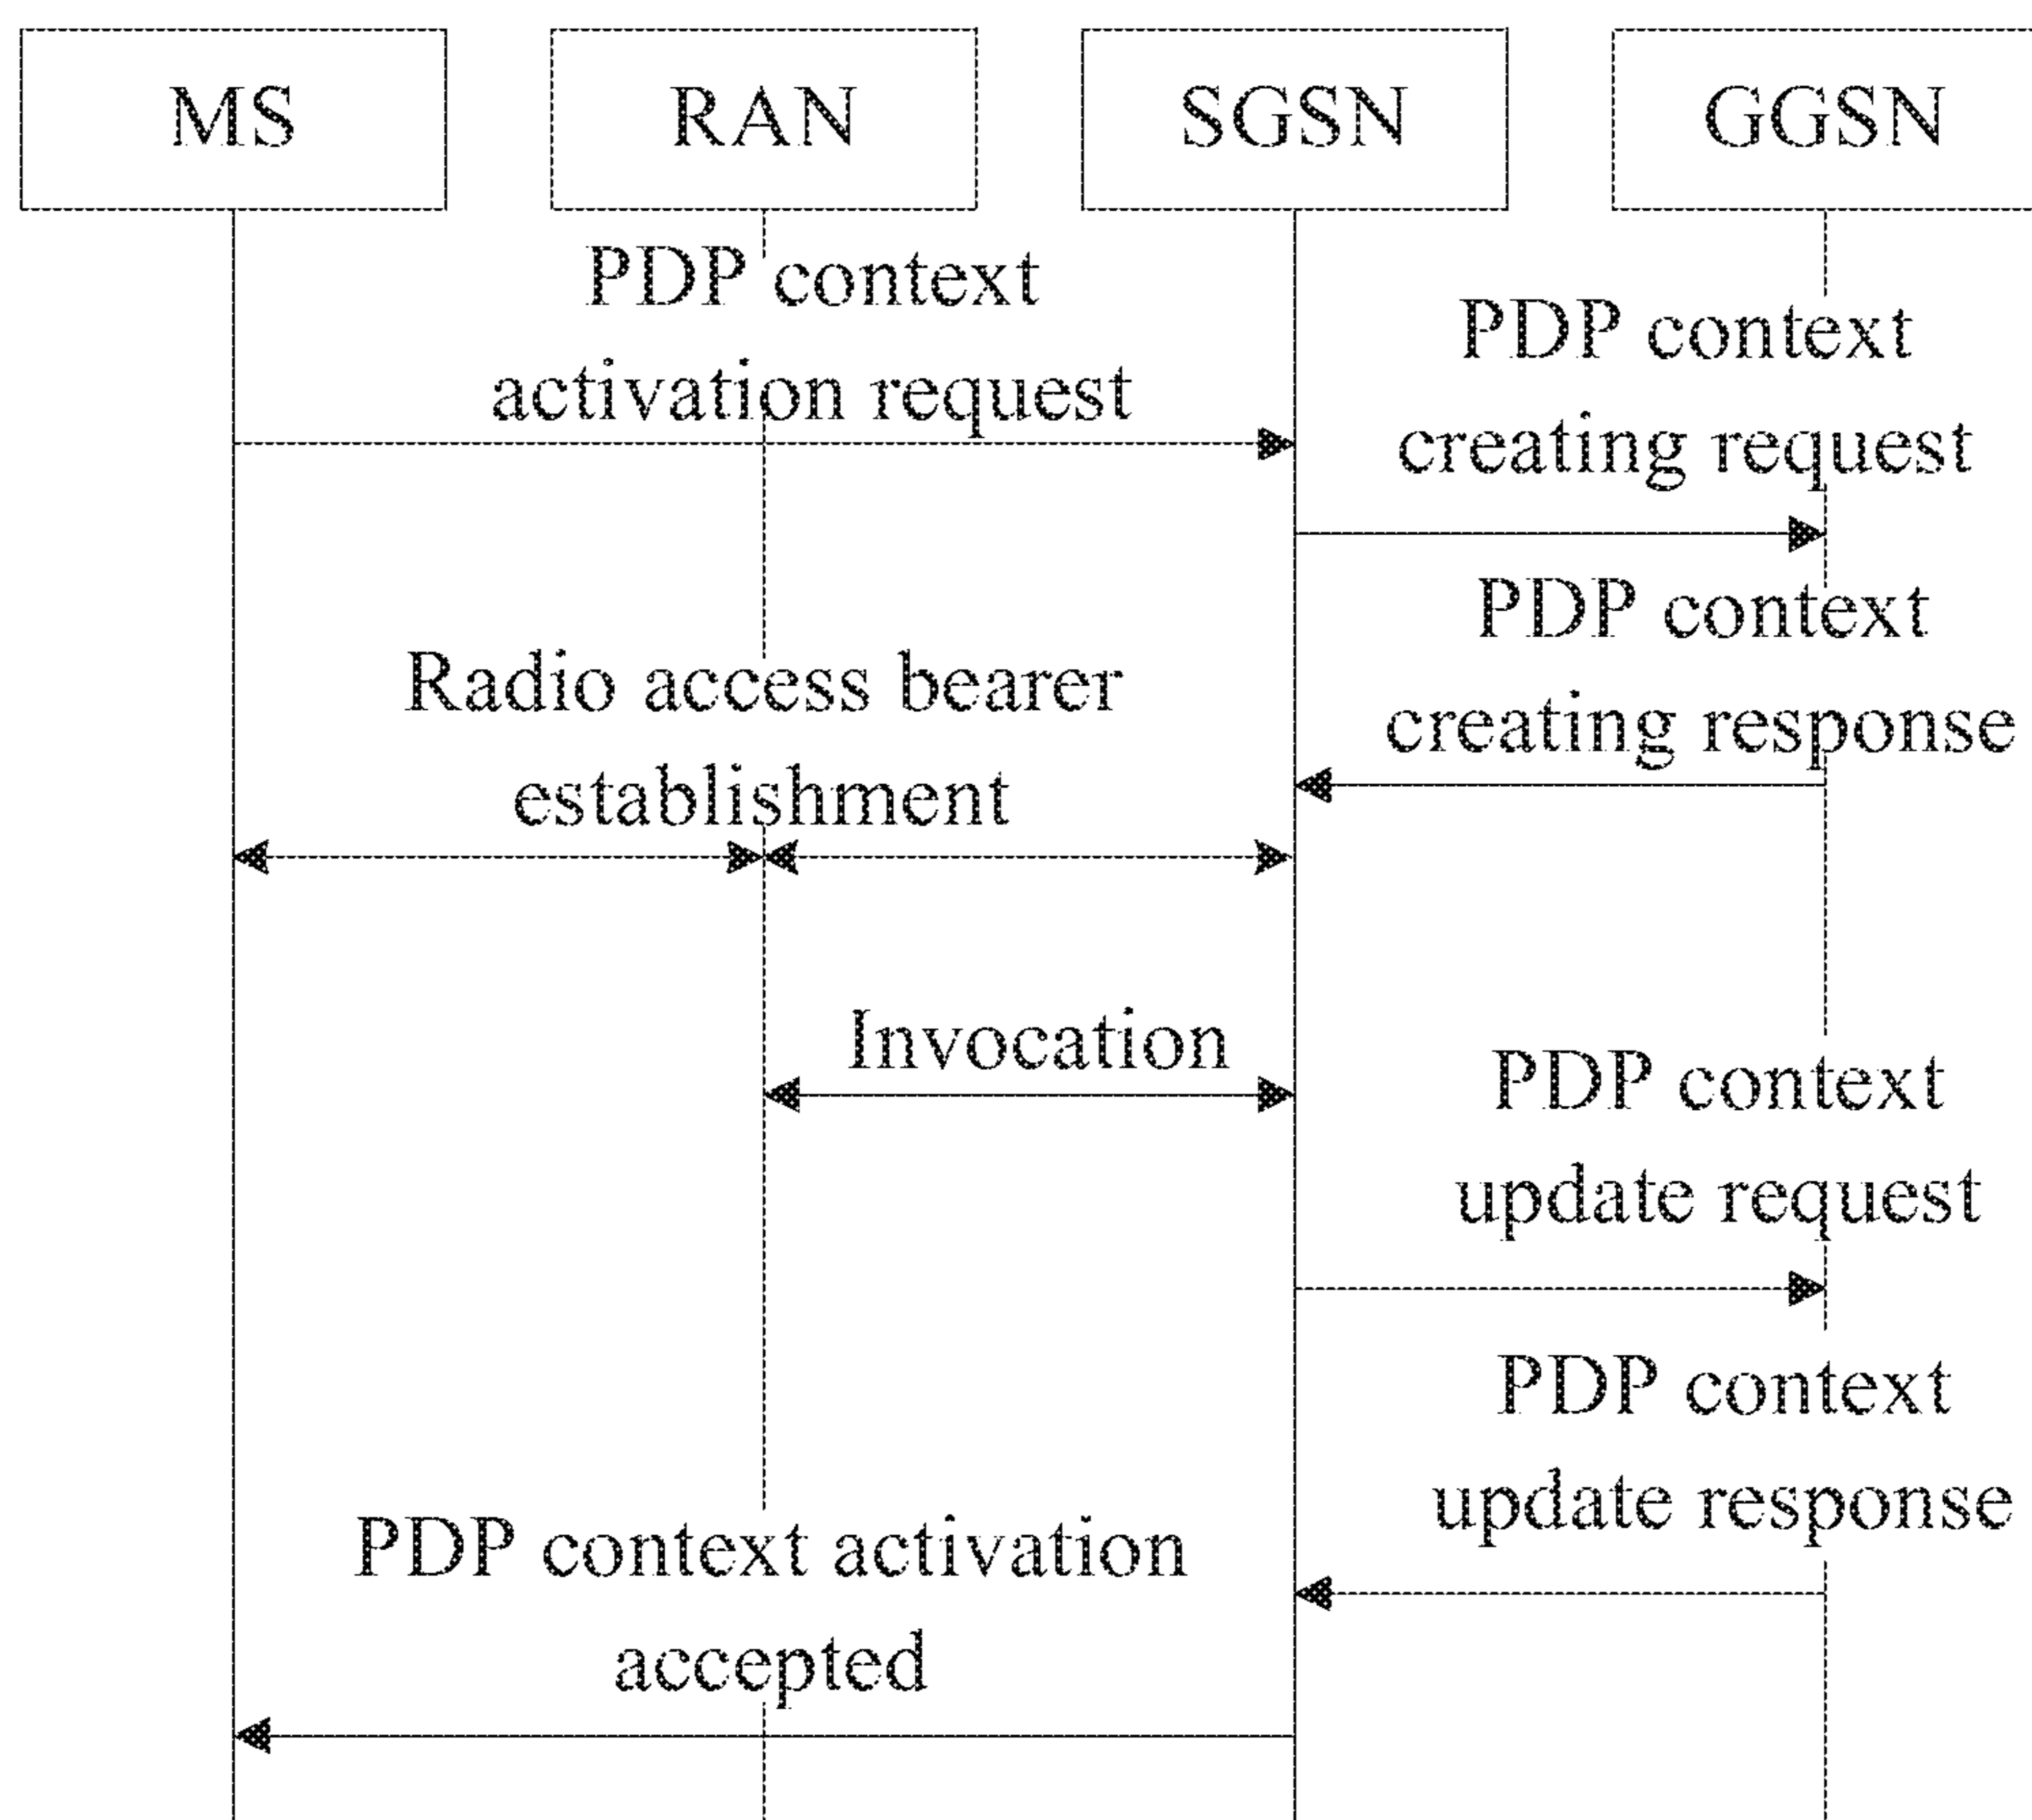 MS
RAN
SGSN
GGSN
PDP context
activation request
PDP context
creating request
PDP context
creating response
Radio access bearer
establishment
Invocation
PDP context
update request
PDP context
update response
PDP context activation
accepted